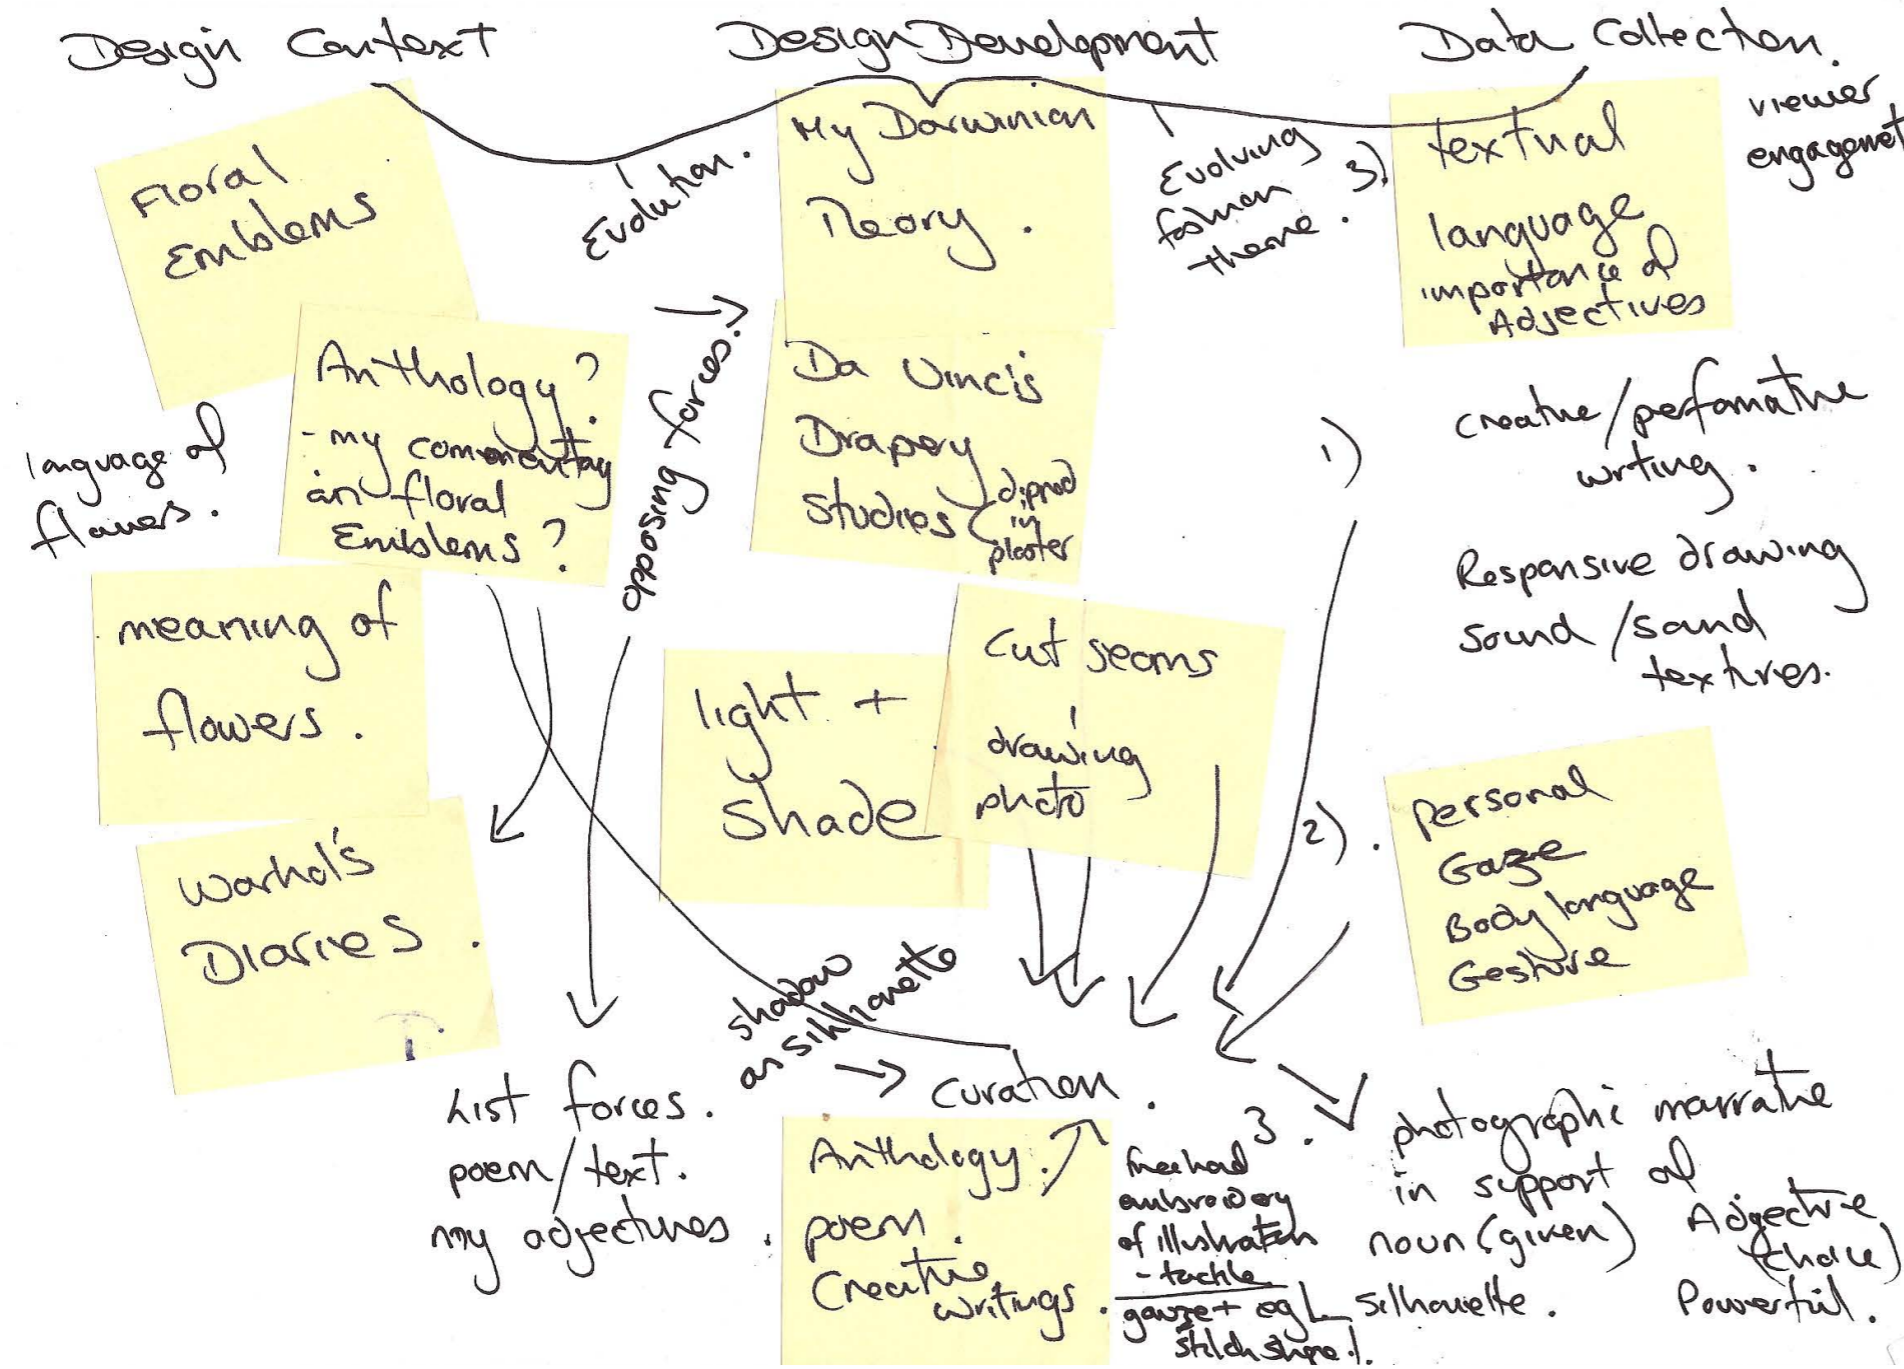 Design Context
Design Development
Data Collection.
Floral
Emblems
Evolution.
My Darwinian
Theory.
Evolving
fashion
theme.
3)
textual
language
importance of
Adjectives
viewer
engagemet
Anthology?
- my commentary
on floral
Emblems?
language of
flowers.
opposing forces.
Da Vincis
Drapery
Studies (dipped
in
plaster
1)
creative/performative
writing.
Responsive drawing
sound/sand
textures.
meaning of
flowers.
light +
shade
cut seams
drawing
photo
Warhol's
Diaries.
2).
personal
Gaze
Body language
Gesture
shadow
as silhouette
List forces.
poem/text.
my adjectives.
curation.
Anthology.
poem.
Creative
writings.
3.
freehand
embroidery
of illustration
- tactile
gauze + eg
stitch shape!
photographic narrative
in support of
noun (given)
Adjective
(choice)
silhouette.
Powerful.